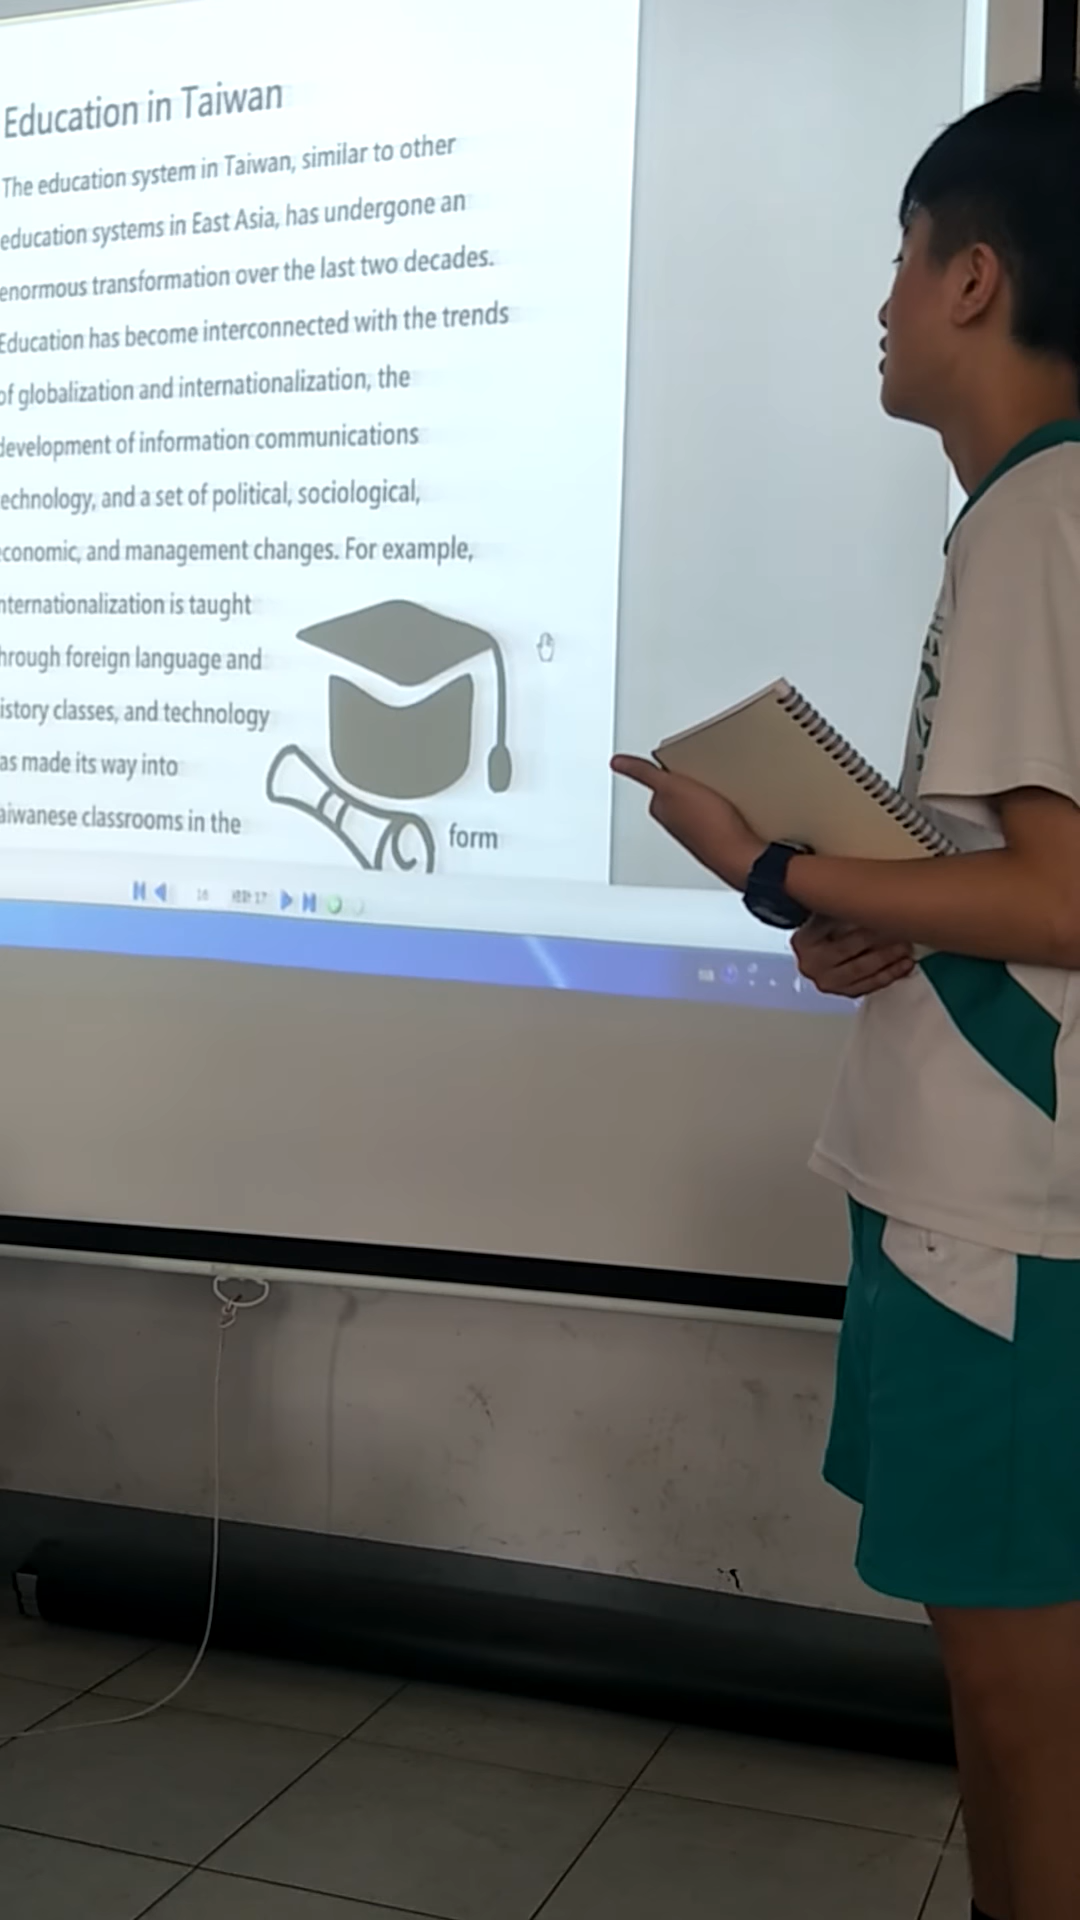 Education in Taiwan
The education system in Taiwan, similar to other
education systems in East Asia, has undergone an
enormous transformation over the last two decades.
Education has become interconnected with the trends
of globalization and internationalization, the
development of information communications
echnology, and a set of political, sociological,
economic, and management changes. For example,
nternationalization is taught
hrough foreign language and
istory classes, and technology
as made its way into
aiwanese classrooms in the form
16
17